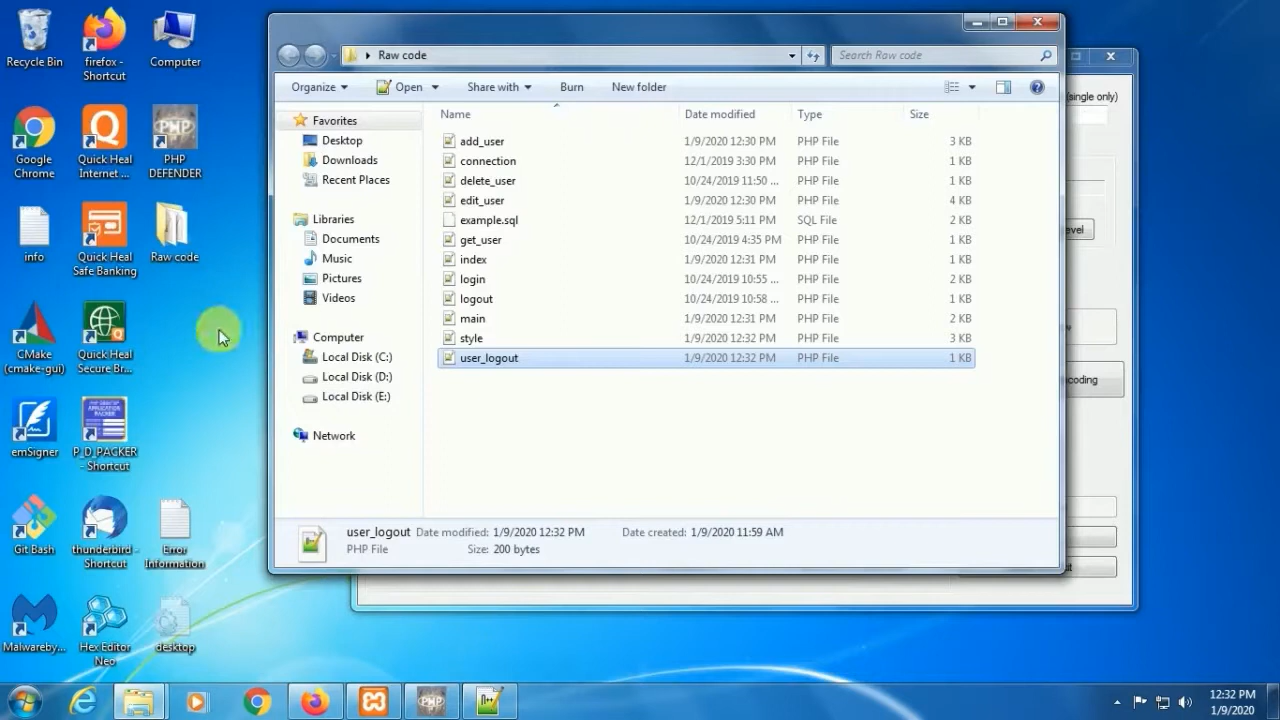 Recycle Bin
firefox -
Shortcut
Computer
Google
Chrome
Quick Heal
Internet ...
PHP
DEFENDER
info
Quick Heal
Safe Banking
Raw code
CMake
(cmake-gui)
Quick Heal
Secure Br...
emSigner
P_D_PACKER
- Shortcut
Git Bash
thunderbird -
Shortcut
Error
Information
Malwareby...
Hex Editor
Neo
desktop
Raw code
Search Raw code
Organize
Open
Share with
Burn
New folder
Favorites
Desktop
Downloads
Recent Places
Libraries
Documents
Music
Pictures
Videos
Computer
Local Disk (C:)
Local Disk (D:)
Local Disk (E:)
Network
Name Date modified Type Size
add_user 1/9/2020 12:30 PM PHP File 3 KB
connection 12/1/2019 3:30 PM PHP File 1 KB
delete_user 10/24/2019 11:50 ... PHP File 1 KB
edit_user 1/9/2020 12:30 PM PHP File 4 KB
example.sql 12/1/2019 5:11 PM SQL File 2 KB
get_user 10/24/2019 4:35 PM PHP File 1 KB
index 1/9/2020 12:31 PM PHP File 1 KB
login 10/24/2019 10:55 ... PHP File 2 KB
logout 10/24/2019 10:58 ... PHP File 1 KB
main 1/9/2020 12:31 PM PHP File 2 KB
style 1/9/2020 12:32 PM PHP File 3 KB
user_logout 1/9/2020 12:32 PM PHP File 1 KB
user_logout Date modified: 1/9/2020 12:32 PM Date created: 1/9/2020 11:59 AM
PHP File Size: 200 bytes
(single only)
12:32 PM
1/9/2020